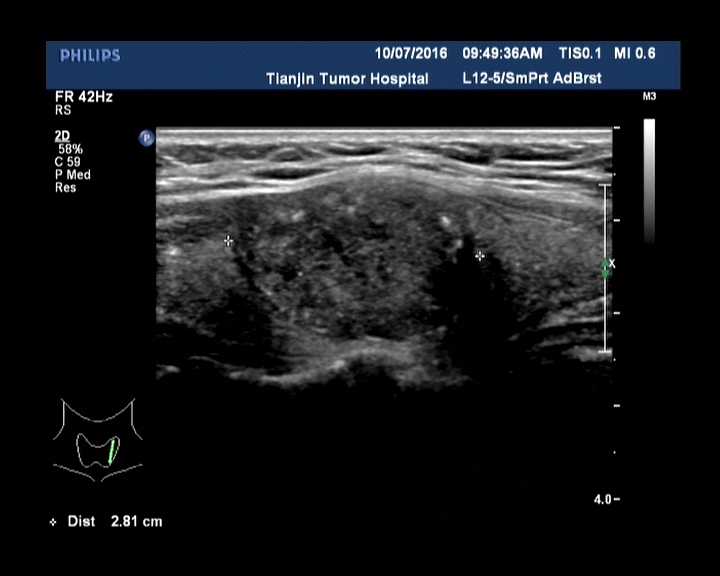 PHILIPS
10/07/2016 09:49:36AM TIS0.1 MI 0.6
Tianjin Tumor Hospital L12-5/SmPrt AdBrst
FR 42Hz
RS
M3
2D
58%
C 59
P Med
Res
P
X
4.0
Dist 2.81 cm